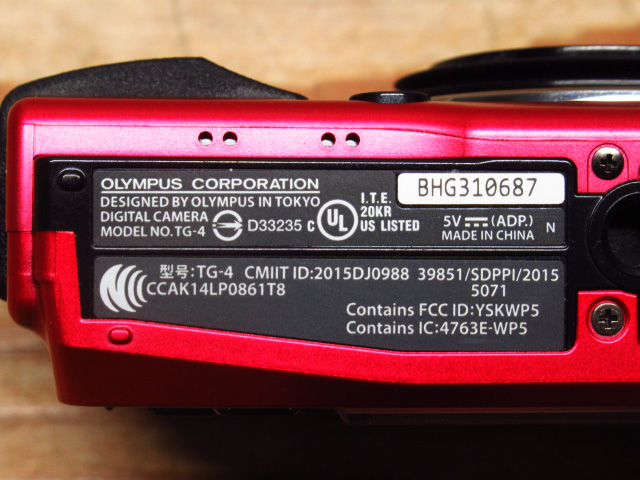 OLYMPUS CORPORATION
DESIGNED BY OLYMPUS IN TOKYO
DIGITAL CAMERA
MODEL NO.TG-4
D33235
C UL
I.T.E.
20KR
US LISTED
BHG310687
5V (ADP.)
MADE IN CHINA N
型号:TG-4 CMIIT ID:2015DJ0988 39851/SDPPI/2015
CCAK14LP0861T8 5071
Contains FCC ID:YSKWP5
Contains IC:4763E-WP5